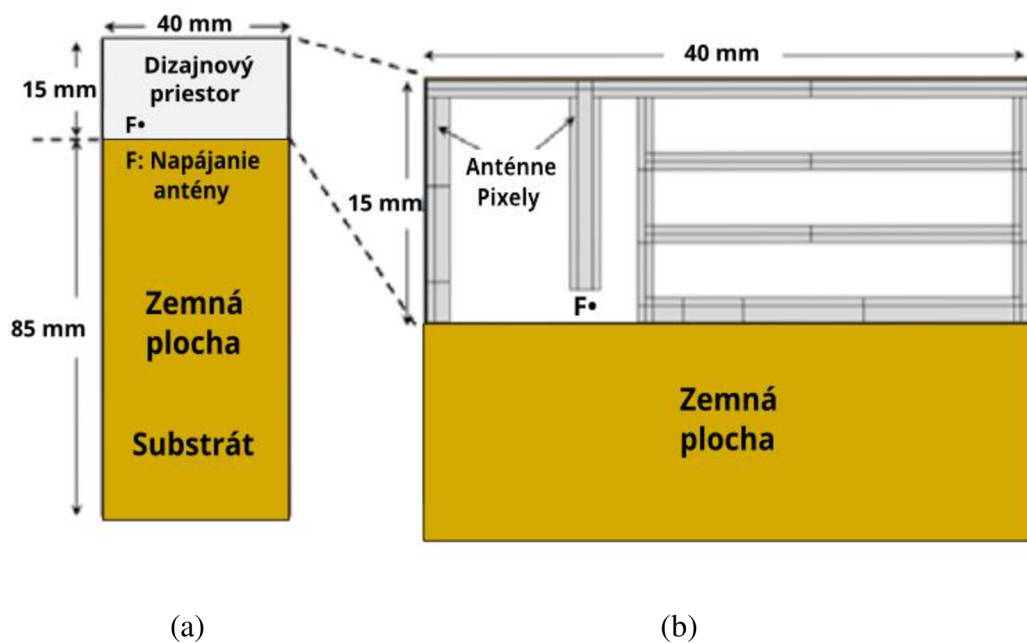 40 mm
15 mm
Dizajnový
priestor
F•
F: Napájanie
antény
85 mm
Zemná
plocha
Substrát
(a)
40 mm
15 mm
Anténne
Pixely
F•
Zemná
plocha
(b)